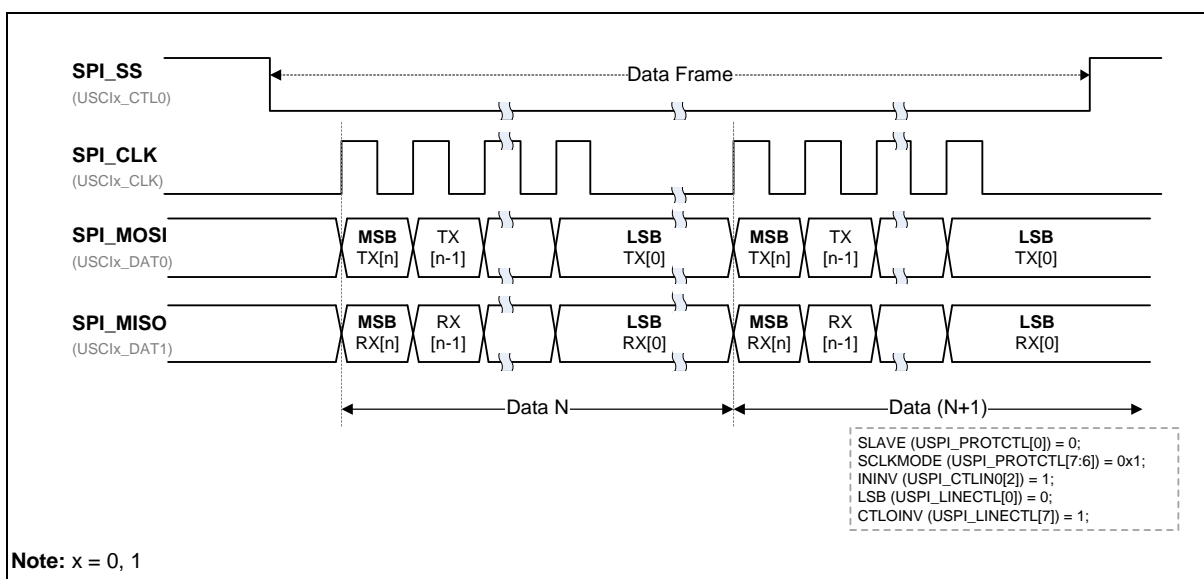 SPI_SS
(USCIx_CTL0)
Data Frame
SPI_CLK
(USCIx_CLK)
SPI_MOSI
(USCIx_DAT0)
MSB TX[n]
TX [n-1]
LSB TX[0]
MSB TX[n]
TX [n-1]
LSB TX[0]
SPI_MISO
(USCIx_DAT1)
MSB RX[n]
RX [n-1]
LSB RX[0]
MSB RX[n]
RX [n-1]
LSB RX[0]
Data N
Data (N+1)
SLAVE (USPI_PROTCTL[0]) = 0;
SCLKMODE (USPI_PROTCTL[7:6]) = 0x1;
ININV (USPI_CTLIN0[2]) = 1;
LSB (USPI_LINECTL[0]) = 0;
CTLOINV (USPI_LINECTL[7]) = 1;
Note: x = 0, 1